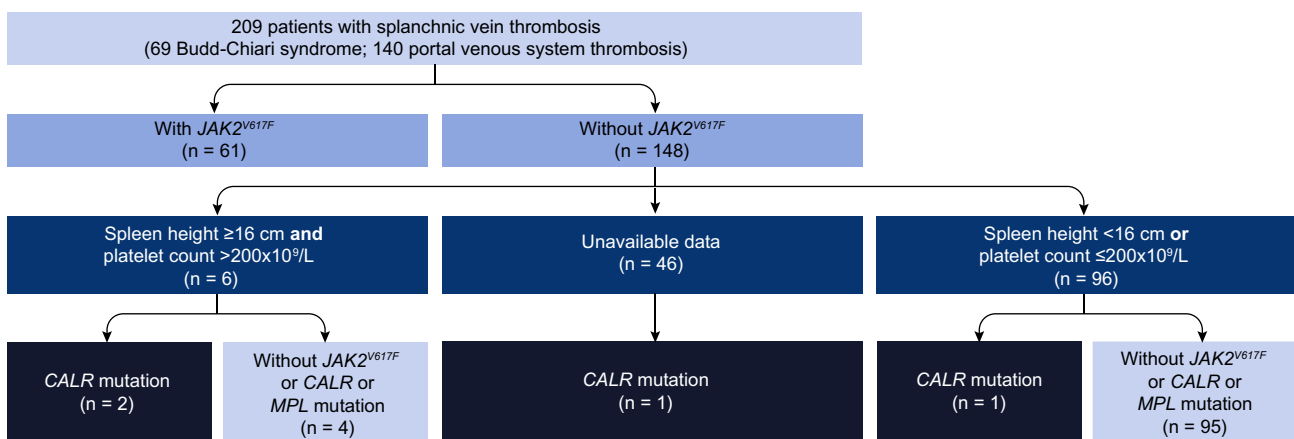 209 patients with splanchnic vein thrombosis
(69 Budd-Chiari syndrome; 140 portal venous system thrombosis)
With JAK2V617F
(n = 61)
Without JAK2V617F
(n = 148)
Spleen height ≥16 cm and
platelet count >200x10⁹/L
(n = 6)
Unavailable data
(n = 46)
Spleen height <16 cm or
platelet count ≤200x10⁹/L
(n = 96)
CALR mutation
(n = 2)
Without JAK2V617F
or CALR or
MPL mutation
(n = 4)
CALR mutation
(n = 1)
CALR mutation
(n = 1)
Without JAK2V617F
or CALR or
MPL mutation
(n = 95)